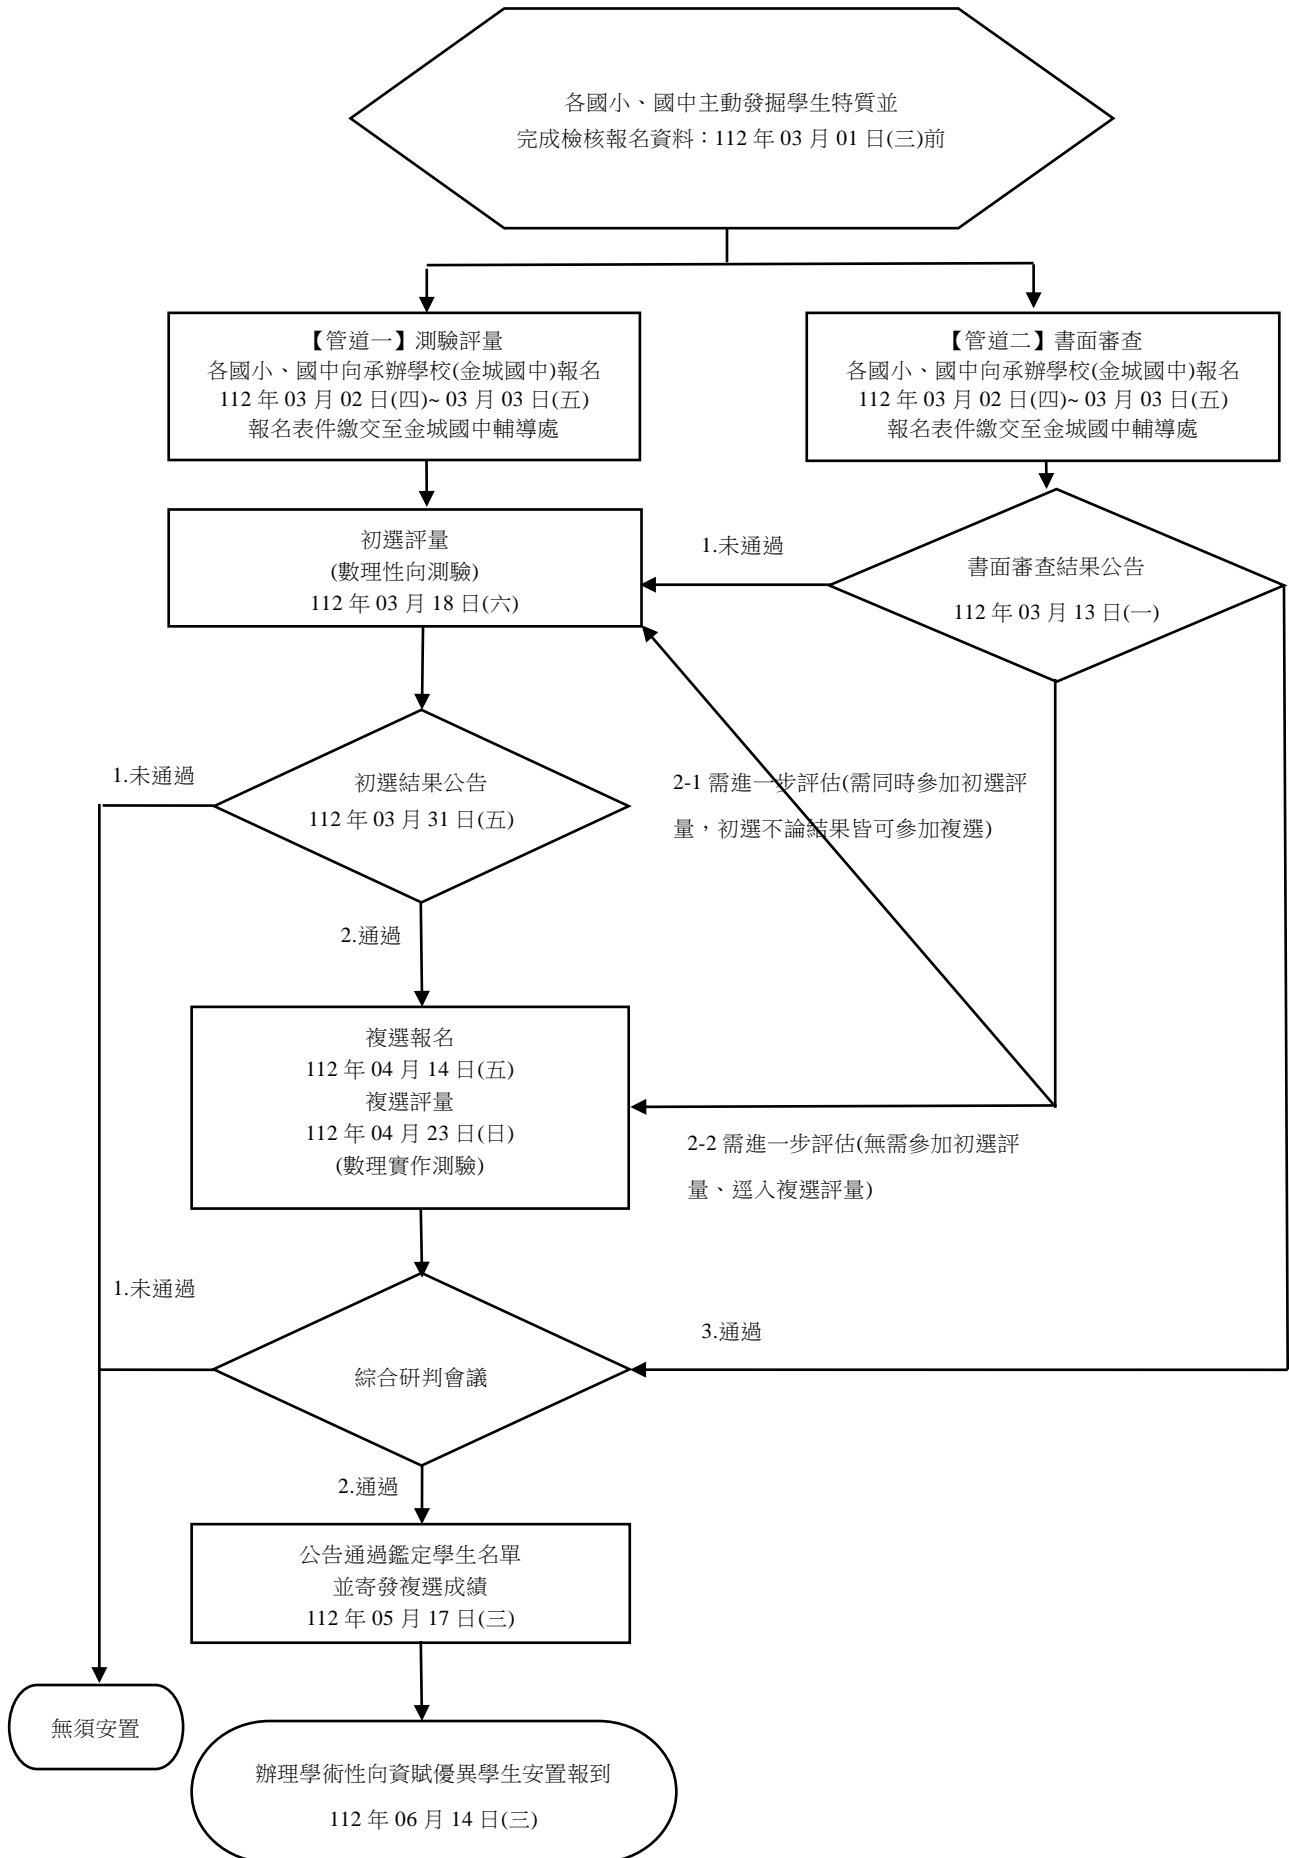 各國小、國中主動發掘學生特質並
完成檢核報名資料：112 年 03 月 01 日(三)前
【管道一】測驗評量
各國小、國中向承辦學校(金城國中)報名
112 年 03 月 02 日(四)~ 03 月 03 日(五)
報名表件繳交至金城國中輔導處
【管道二】書面審查
各國小、國中向承辦學校(金城國中)報名
112 年 03 月 02 日(四)~ 03 月 03 日(五)
報名表件繳交至金城國中輔導處
初選評量
(數理性向測驗)
112 年 03 月 18 日(六)
1.未通過
書面審查結果公告
112 年 03 月 13 日(一)
1.未通過
初選結果公告
112 年 03 月 31 日(五)
2-1 需進一步評估(需同時參加初選評
量，初選不論結果皆可參加複選)
2.通過
複選報名
112 年 04 月 14 日(五)
複選評量
112 年 04 月 23 日(日)
(數理實作測驗)
2-2 需進一步評估(無需參加初選評
量、逕入複選評量)
1.未通過
3.通過
綜合研判會議
2.通過
公告通過鑑定學生名單
並寄發複選成績
112 年 05 月 17 日(三)
無須安置
辦理學術性向資賦優異學生安置報到
112 年 06 月 14 日(三)